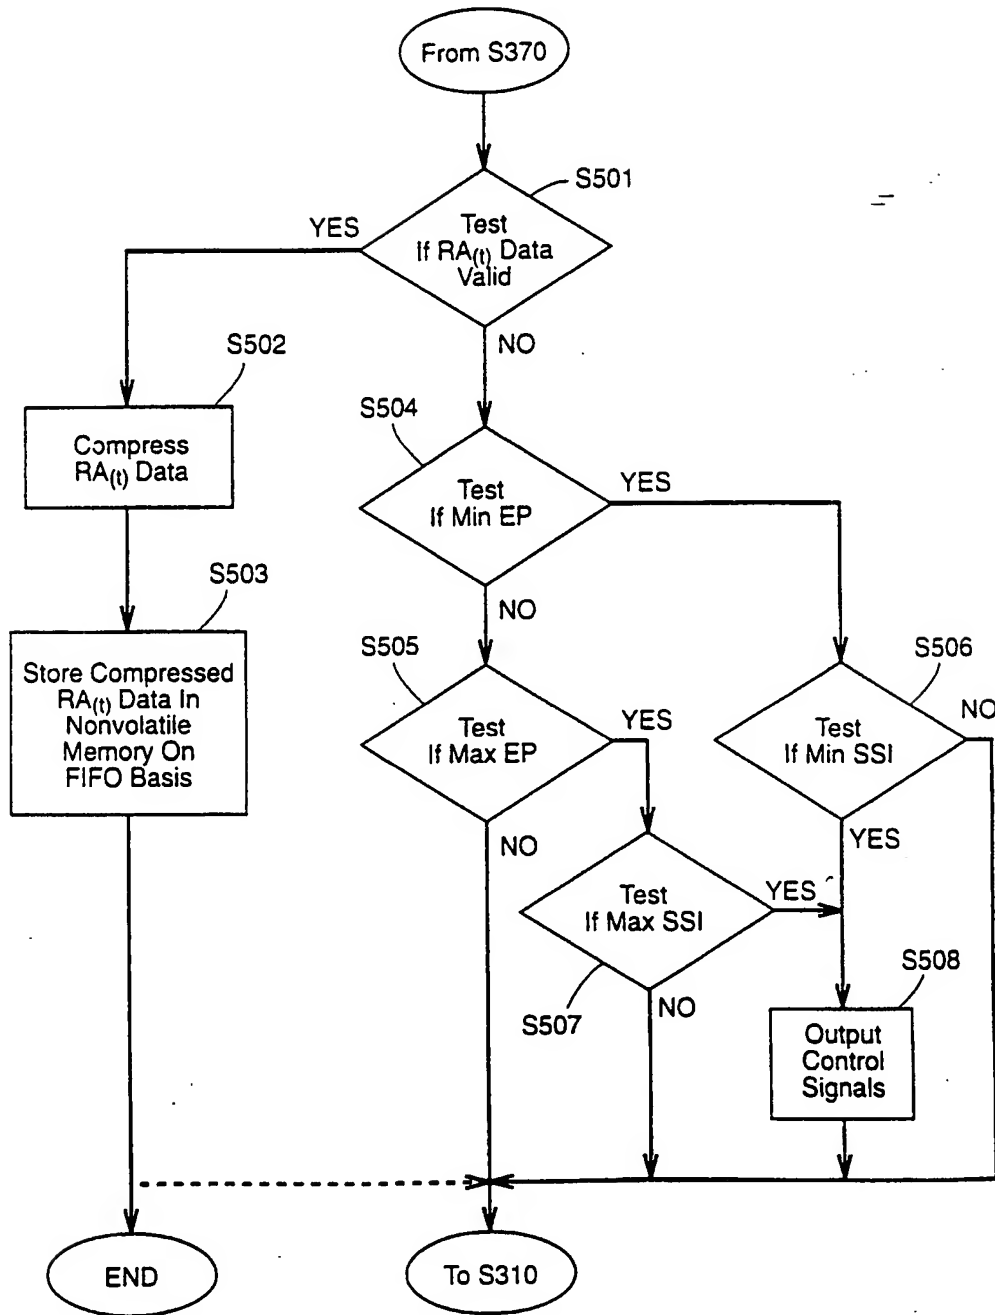 From S370
S501
YES
Test
If RA(t) Data
Valid
NO
S502
Compress
RA(t) Data
S504
Test
If Min EP
YES
NO
S503
Store Compressed
RA(t) Data In
Nonvolatile
Memory On
FIFO Basis
S505
Test
If Max EP
YES
NO
S506
Test
If Min SSI
NO
YES
Test
If Max SSI
YES
S507
NO
S508
Output
Control
Signals
END
To S310